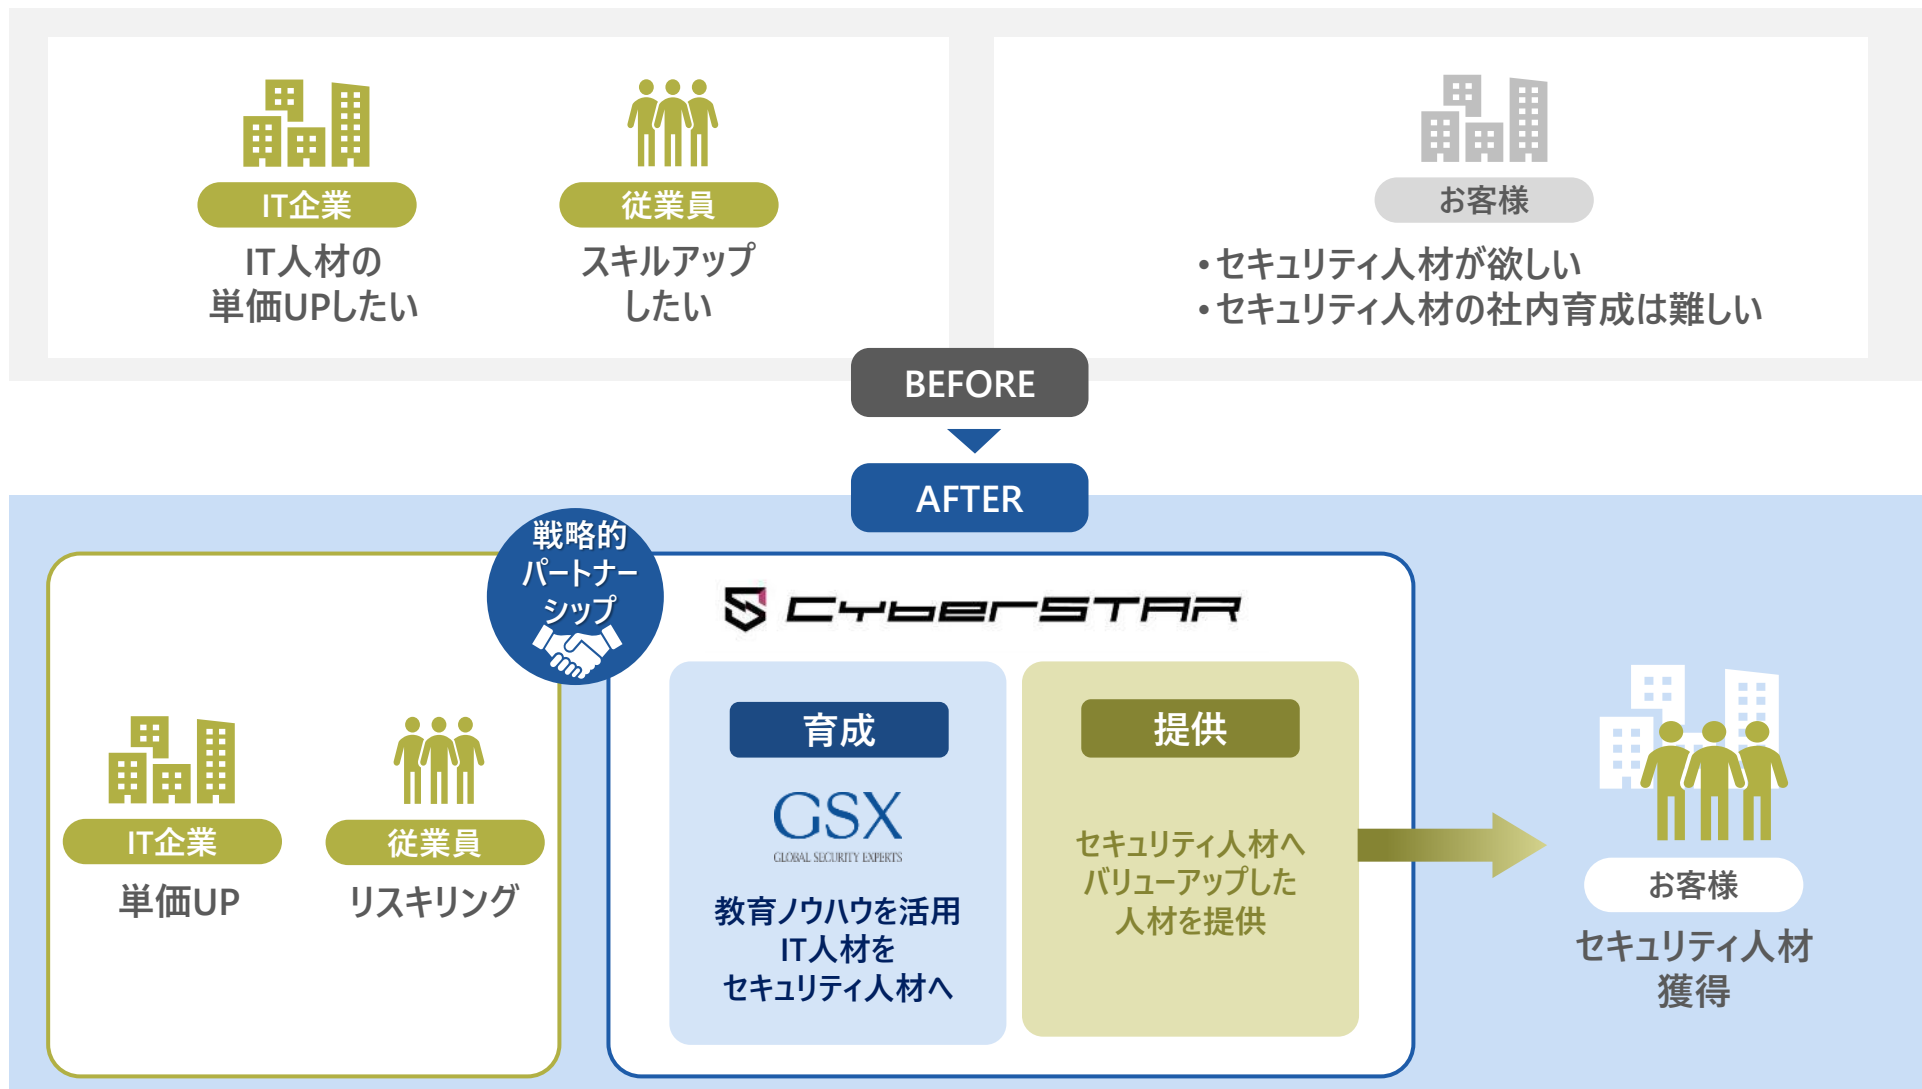 IT企業
IT人材の
単価UPしたい
従業員
スキルアップ
したい
お客様
・セキュリティ人材が欲しい
・セキュリティ人材の社内育成は難しい
BEFORE
AFTER
戦略的
パートナー
シップ
IT企業
単価UP
従業員
リスキリング
CyberSTAR
育成
GSX
GLOBAL SECURITY EXPERTS
教育ノウハウを活用
IT人材を
セキュリティ人材へ
提供
セキュリティ人材へ
バリューアップした
人材を提供
お客様
セキュリティ人材
獲得